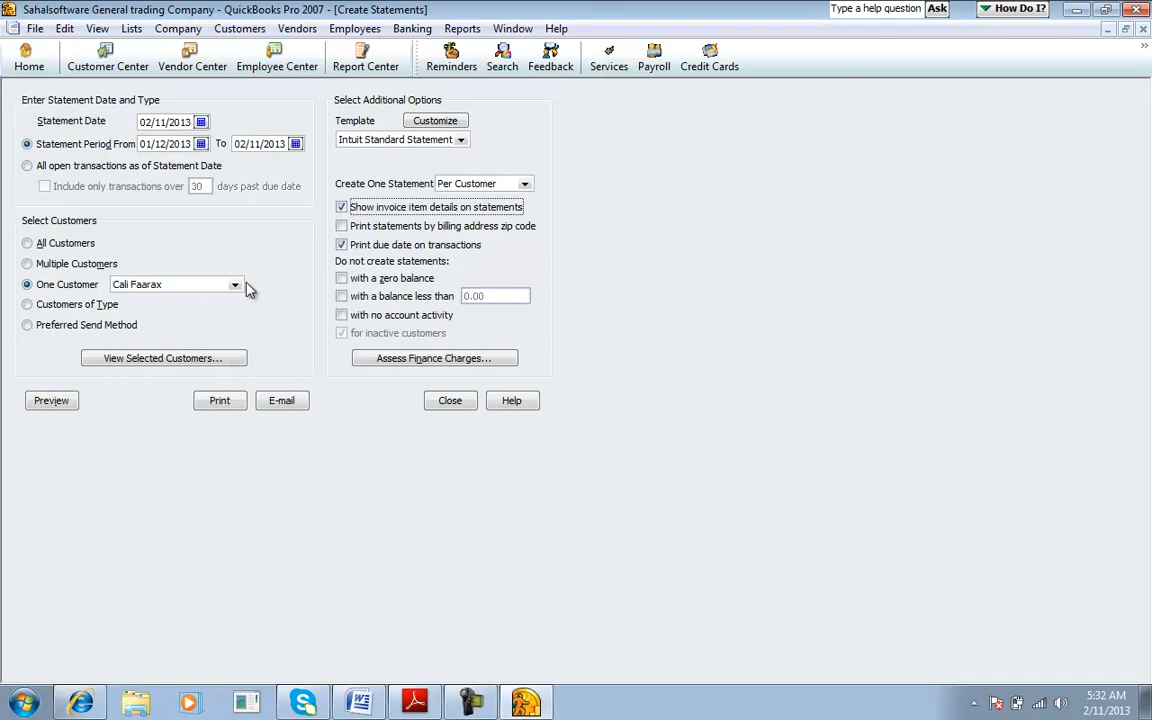 Sahalsoftware General trading Company - QuickBooks Pro 2007 - [Create Statements]
Type a help question Ask How Do I?
File Edit View Lists Company Customers Vendors Employees Banking Reports Window Help
Home Customer Center Vendor Center Employee Center Report Center Reminders Search Feedback Services Payroll Credit Cards
Enter Statement Date and Type
Statement Date 02/11/2013
Statement Period From 01/12/2013 To 02/11/2013
All open transactions as of Statement Date
Include only transactions over 30 days past due date
Select Customers
All Customers
Multiple Customers
One Customer Cali Faarax
Customers of Type
Preferred Send Method
View Selected Customers...
Select Additional Options
Template Customize
Intuit Standard Statement
Create One Statement Per Customer
Show invoice item details on statements
Print statements by billing address zip code
Print due date on transactions
Do not create statements:
with a zero balance
with a balance less than 0.00
with no account activity
for inactive customers
Assess Finance Charges...
Preview Print E-mail Close Help
5:32 AM
2/11/2013